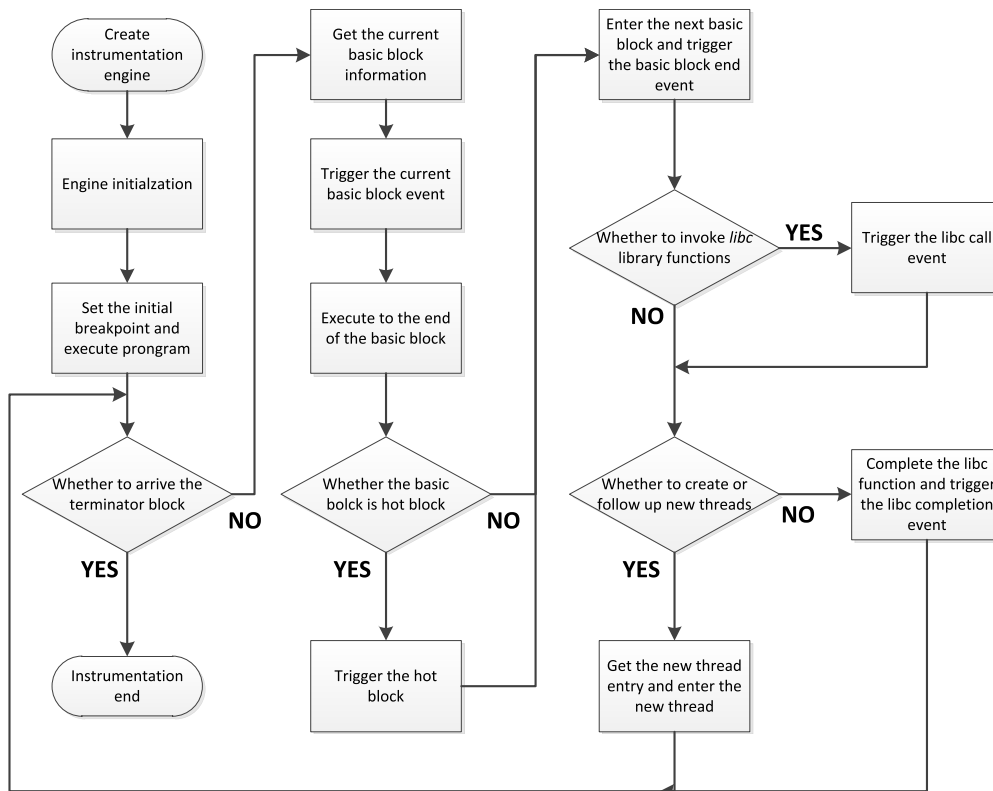 Create
instrumentation
engine
Engine initialzation
Set the initial
breakpoint and
execute prongram
Whether to arrive the
terminator block
NO
YES
Instrumentation
end
Get the current
basic block
information
Trigger the current
basic block event
Execute to the end
of the basic block
Whether the basic
bolck is hot block
NO
YES
Trigger the hot
block
Enter the next basic
block and trigger
the basic block end
event
Whether to invoke libc
library functions
YES
NO
Trigger the libc call
event
Whether to create or
follow up new threads
NO
YES
Complete the libc
function and trigger
the libc completion
event
Get the new thread
entry and enter the
new thread